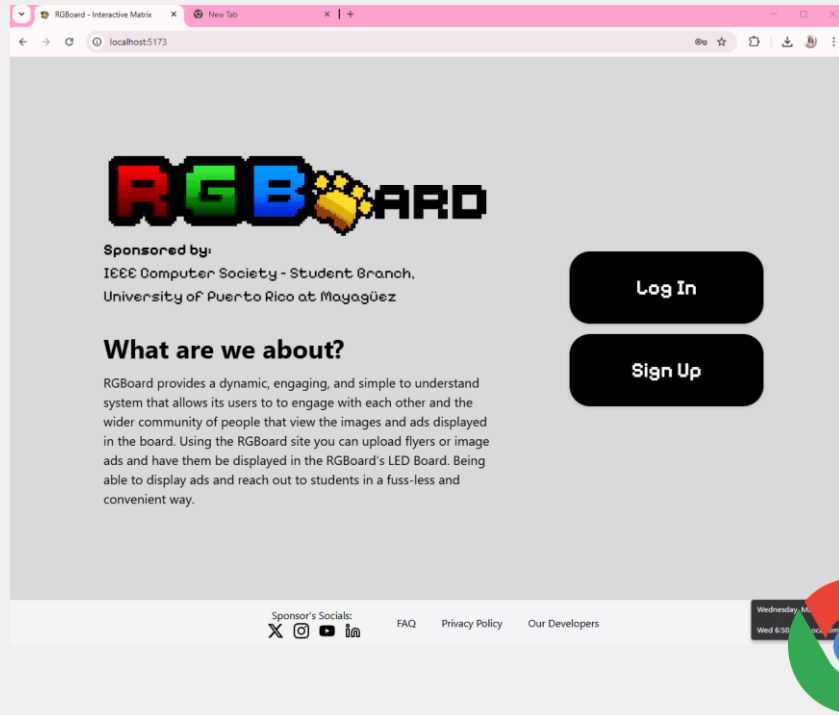 RGBoard - Interactive Matrix
New Tab
localhost:5173
RGB ARD
Sponsored by:
IEEE Computer Society - Student Branch,
University of Puerto Rico at Mayagüez
Log In
Sign Up
What are we about?
RGBoard provides a dynamic, engaging, and simple to understand
system that allows its users to to engage with each other and the
wider community of people that view the images and ads displayed
in the board. Using the RGBoard site you can upload flyers or image
ads and have them be displayed in the RGBoard's LED Board. Being
able to display ads and reach out to students in a fuss-less and
convenient way.
Sponsor's Socials:
FAQ
Privacy Policy
Our Developers
Wednesday,
Wed 6:50